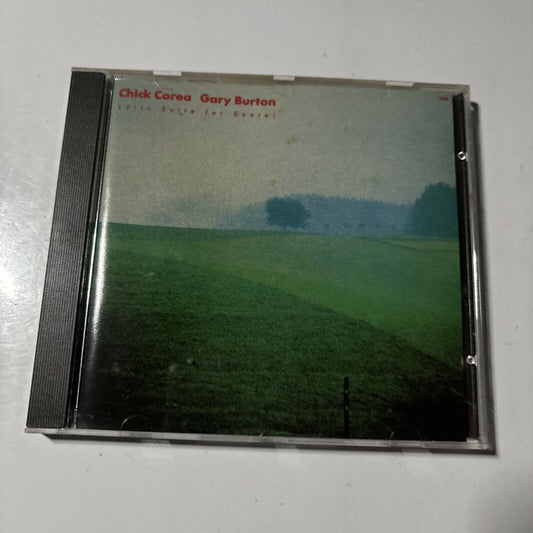 Chick Corea Gary Burton
Lyric Suite for Sextet